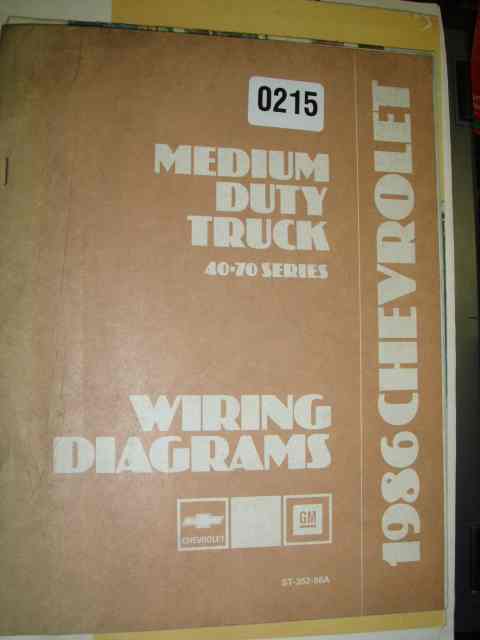 0215
MEDIUM
DUTY
TRUCK
40-70 SERIES
WIRING
DIAGRAMS
CHEVROLET
GM
ST-352-86A
1986 CHEVROLET